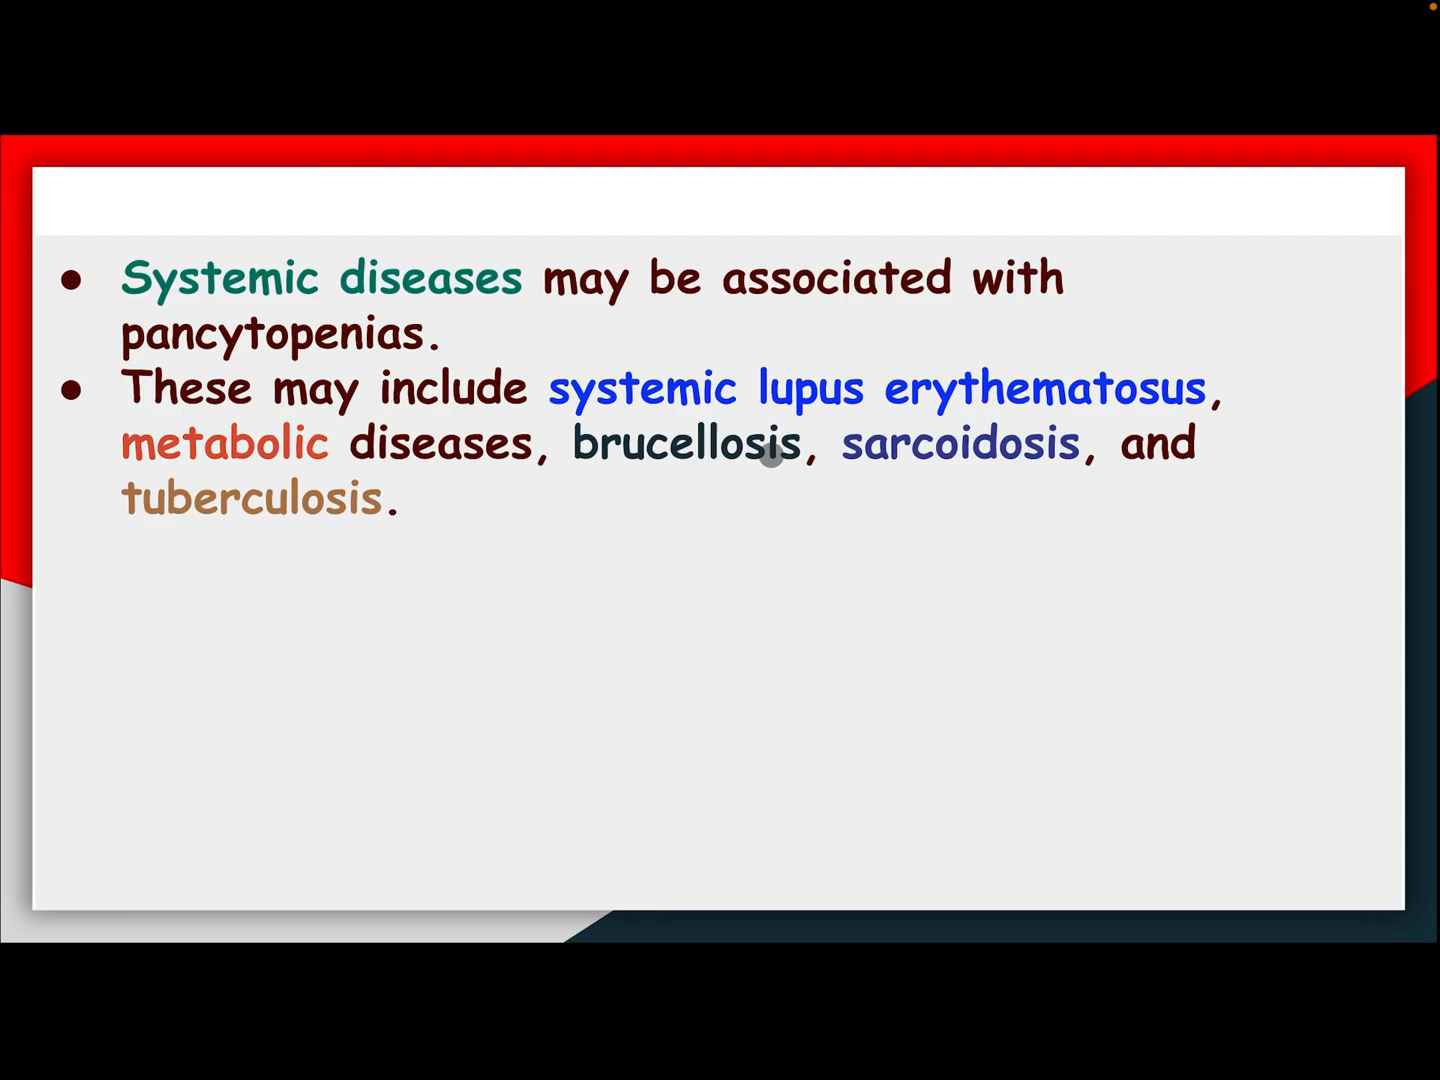 ● Systemic diseases may be associated with
pancytopenias.
● These may include systemic lupus erythematosus,
metabolic diseases, brucellosis, sarcoidosis, and
tuberculosis.